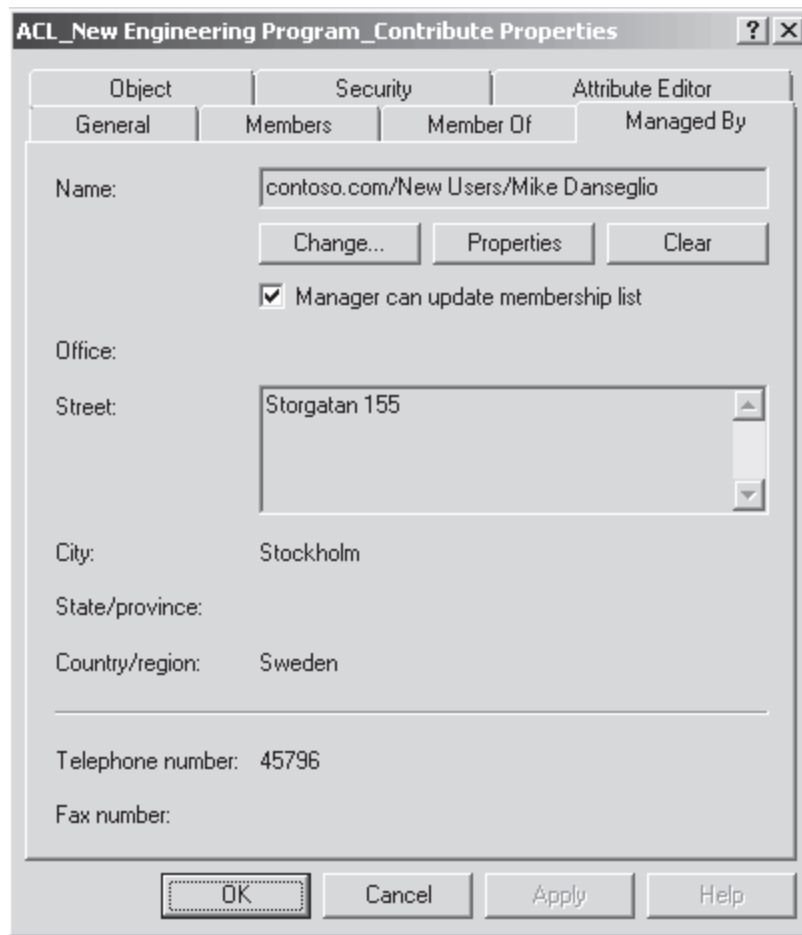 ACL_New Engineering Program_Contribute Properties ? X
Object Security Attribute Editor
General Members Member Of Managed By
Name: contoso.com/New Users/Mike Danseglio
Change... Properties Clear
Manager can update membership list
Office:
Street: Storgatan 155
City: Stockholm
State/province:
Country/region: Sweden
Telephone number: 45796
Fax number:
OK Cancel Apply Help